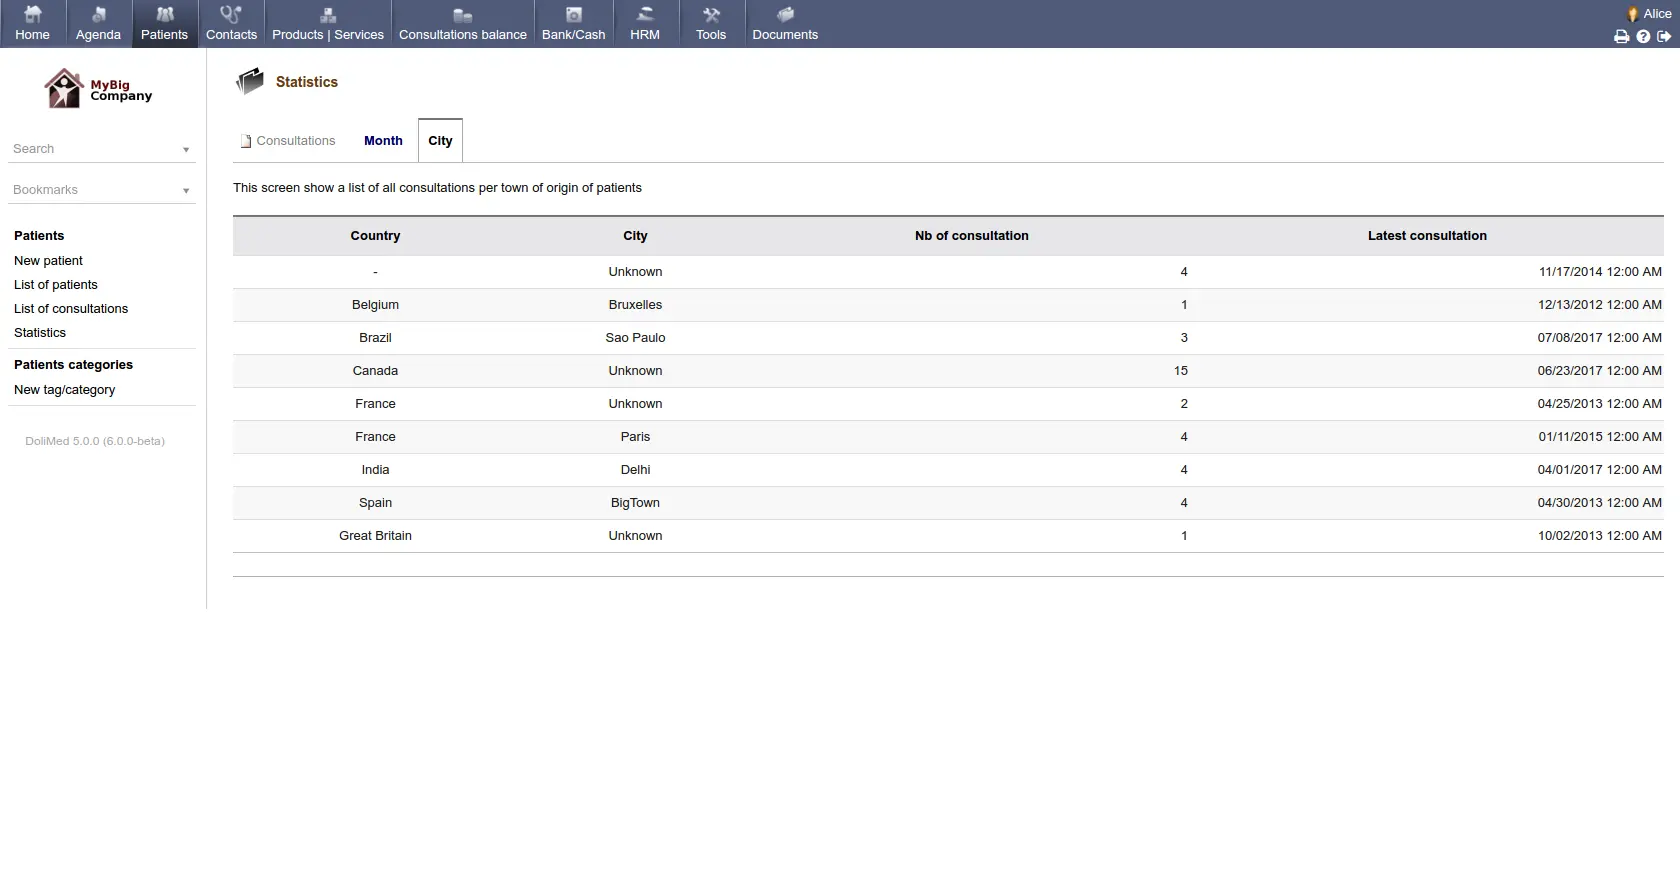 Home Agenda Patients Contacts Products | Services Consultations balance Bank/Cash HRM Tools Documents
Alice
MyBig
Company
Search
Bookmarks
Patients
New patient
List of patients
List of consultations
Statistics
Patients categories
New tag/category
DoliMed 5.0.0 (6.0.0-beta)
Statistics
Consultations Month City
This screen show a list of all consultations per town of origin of patients
Country City Nb of consultation Latest consultation
- Unknown 4 11/17/2014 12:00 AM
Belgium Bruxelles 1 12/13/2012 12:00 AM
Brazil Sao Paulo 3 07/08/2017 12:00 AM
Canada Unknown 15 06/23/2017 12:00 AM
France Unknown 2 04/25/2013 12:00 AM
France Paris 4 01/11/2015 12:00 AM
India Delhi 4 04/01/2017 12:00 AM
Spain BigTown 4 04/30/2013 12:00 AM
Great Britain Unknown 1 10/02/2013 12:00 AM